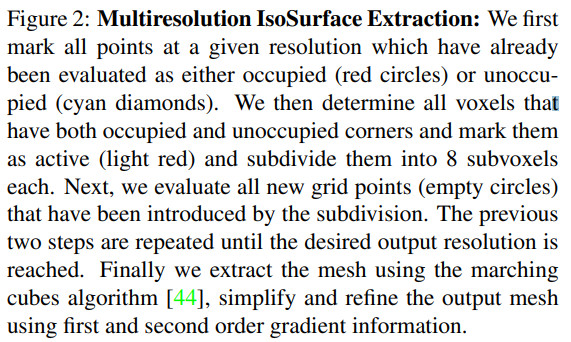 Figure 2: Multiresolution IsoSurface Extraction: We first
mark all points at a given resolution which have already
been evaluated as either occupied (red circles) or unoccu-
pied (cyan diamonds). We then determine all voxels that
have both occupied and unoccupied corners and mark them
as active (light red) and subdivide them into 8 subvoxels
each. Next, we evaluate all new grid points (empty circles)
that have been introduced by the subdivision. The previous
two steps are repeated until the desired output resolution is
reached. Finally we extract the mesh using the marching
cubes algorithm [44], simplify and refine the output mesh
using first and second order gradient information.